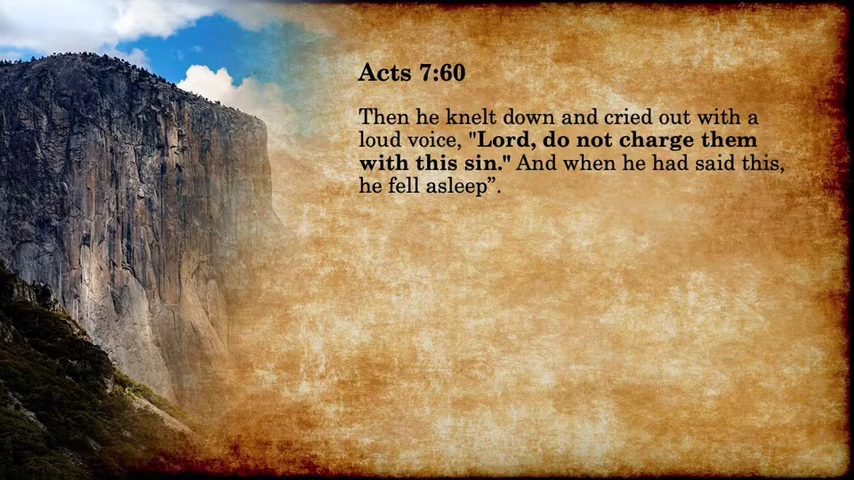 Acts 7:60
Then he knelt down and cried out with a
loud voice, "Lord, do not charge them
with this sin." And when he had said this,
he fell asleep”.